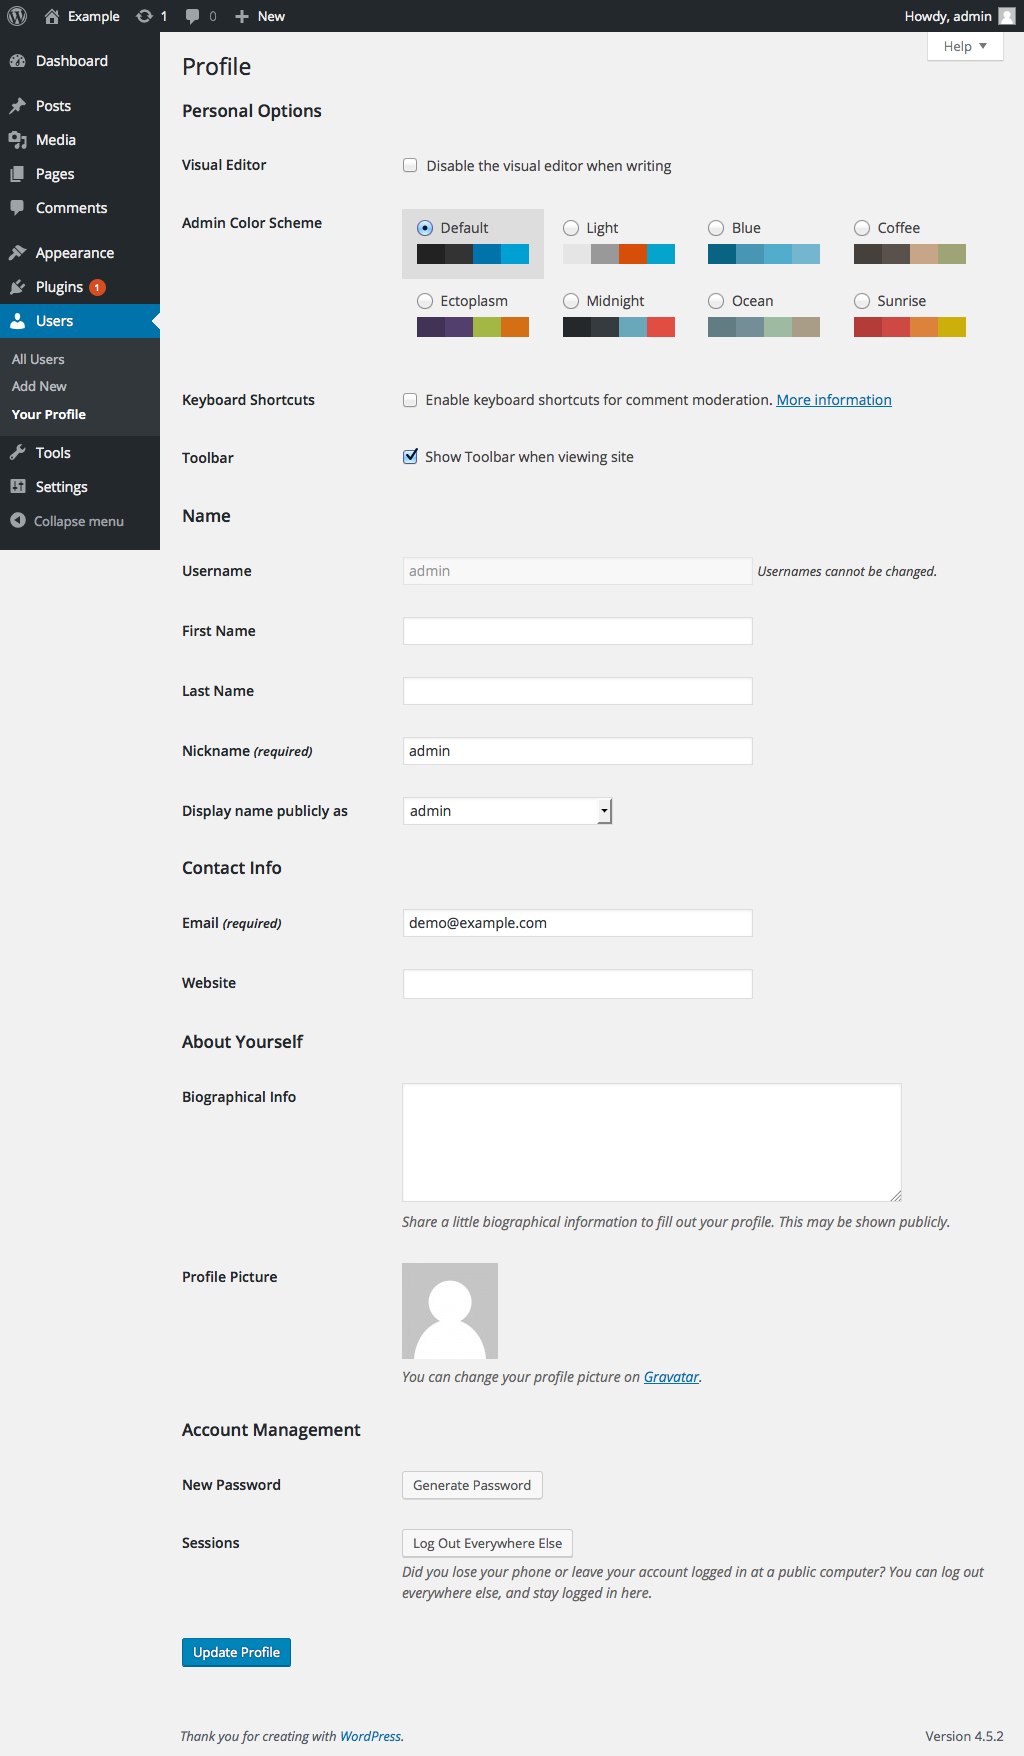 Example 1 0 New Howdy, admin
Help
Dashboard
Posts
Media
Pages
Comments
Appearance
Plugins 1
Users
All Users
Add New
Your Profile
Tools
Settings
Collapse menu
Profile
Personal Options
Visual Editor Disable the visual editor when writing
Admin Color Scheme Default Light Blue Coffee
Ectoplasm Midnight Ocean Sunrise
Keyboard Shortcuts Enable keyboard shortcuts for comment moderation. More information
Toolbar Show Toolbar when viewing site
Name
Username admin Usernames cannot be changed.
First Name
Last Name
Nickname (required) admin
Display name publicly as admin
Contact Info
Email (required) demo@example.com
Website
About Yourself
Biographical Info
Share a little biographical information to fill out your profile. This may be shown publicly.
Profile Picture
You can change your profile picture on Gravatar.
Account Management
New Password Generate Password
Sessions Log Out Everywhere Else
Did you lose your phone or leave your account logged in at a public computer? You can log out
everywhere else, and stay logged in here.
Update Profile
Thank you for creating with WordPress. Version 4.5.2